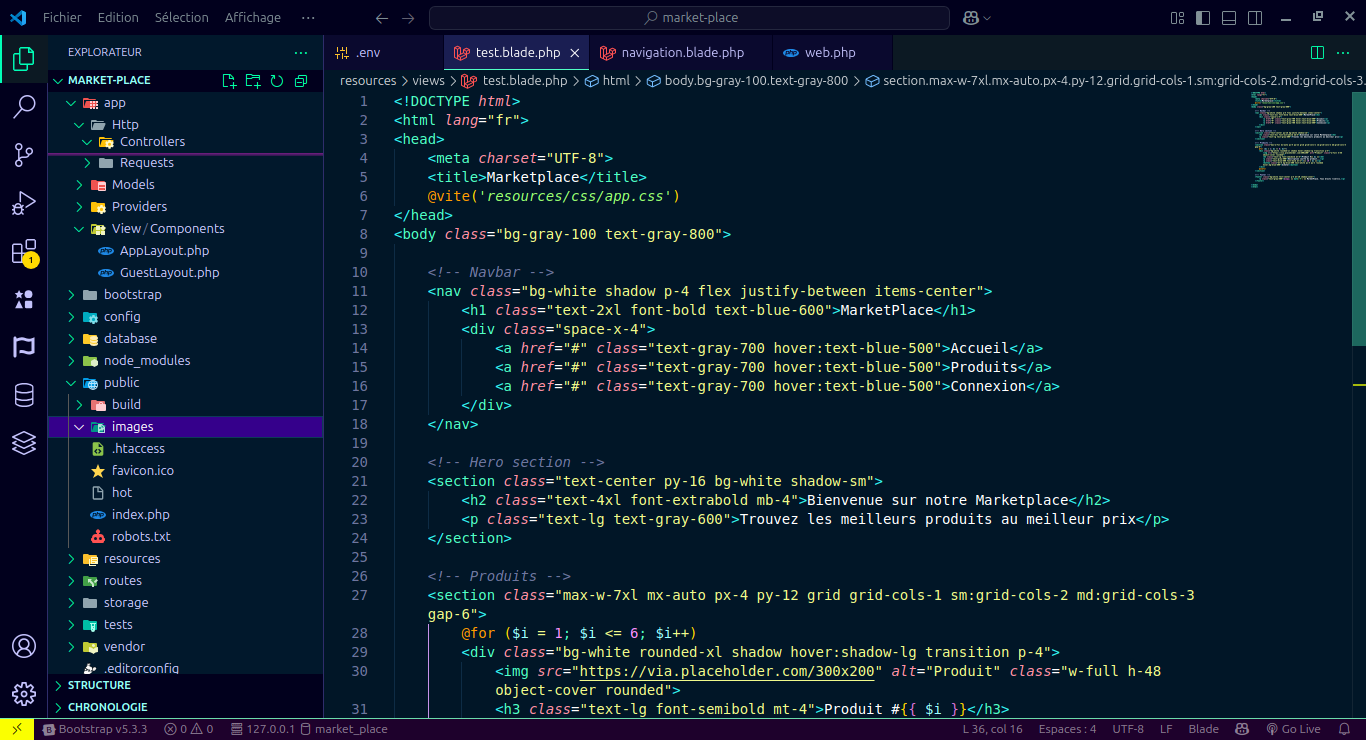 Fichier Edition Sélection Affichage ··· market-place
EXPLORATEUR ···
MARKET-PLACE
app
Http
Controllers
Requests
Models
Providers
View / Components
AppLayout.php
GuestLayout.php
bootstrap
config
database
node_modules
public
build
images
.htaccess
favicon.ico
hot
index.php
robots.txt
resources
routes
storage
tests
vendor
.editorconfig
STRUCTURE
CHRONOLOGIE
1
.env test.blade.php navigation.blade.php web.php
resources > views > test.blade.php > html > body.bg-gray-100.text-gray-800 > section.max-w-7xl.mx-auto.px-4.py-12.grid.grid-cols-1.sm:grid-cols-2.md:grid-cols-3.
1 <!DOCTYPE html>
2 <html lang="fr">
3 <head>
4 <meta charset="UTF-8">
5 <title>Marketplace</title>
6 @vite('resources/css/app.css')
7 </head>
8 <body class="bg-gray-100 text-gray-800">
9
10 <!-- Navbar -->
11 <nav class="bg-white shadow p-4 flex justify-between items-center">
12 <h1 class="text-2xl font-bold text-blue-600">MarketPlace</h1>
13 <div class="space-x-4">
14 <a href="#" class="text-gray-700 hover:text-blue-500">Accueil</a>
15 <a href="#" class="text-gray-700 hover:text-blue-500">Produits</a>
16 <a href="#" class="text-gray-700 hover:text-blue-500">Connexion</a>
17 </div>
18 </nav>
19
20 <!-- Hero section -->
21 <section class="text-center py-16 bg-white shadow-sm">
22 <h2 class="text-4xl font-extrabold mb-4">Bienvenue sur notre Marketplace</h2>
23 <p class="text-lg text-gray-600">Trouvez les meilleurs produits au meilleur prix</p>
24 </section>
25
26 <!-- Produits -->
27 <section class="max-w-7xl mx-auto px-4 py-12 grid grid-cols-1 sm:grid-cols-2 md:grid-cols-3
gap-6">
28 @for ($i = 1; $i <= 6; $i++)
29 <div class="bg-white rounded-xl shadow hover:shadow-lg transition p-4">
30 <img src="https://via.placeholder.com/300x200" alt="Produit" class="w-full h-48
object-cover rounded">
31 <h3 class="text-lg font-semibold mt-4">Produit #{{ $i }}</h3>
Bootstrap v5.3.3 0 0 127.0.0.1 market_place L 36, col 16 Espaces : 4 UTF-8 LF Blade Go Live